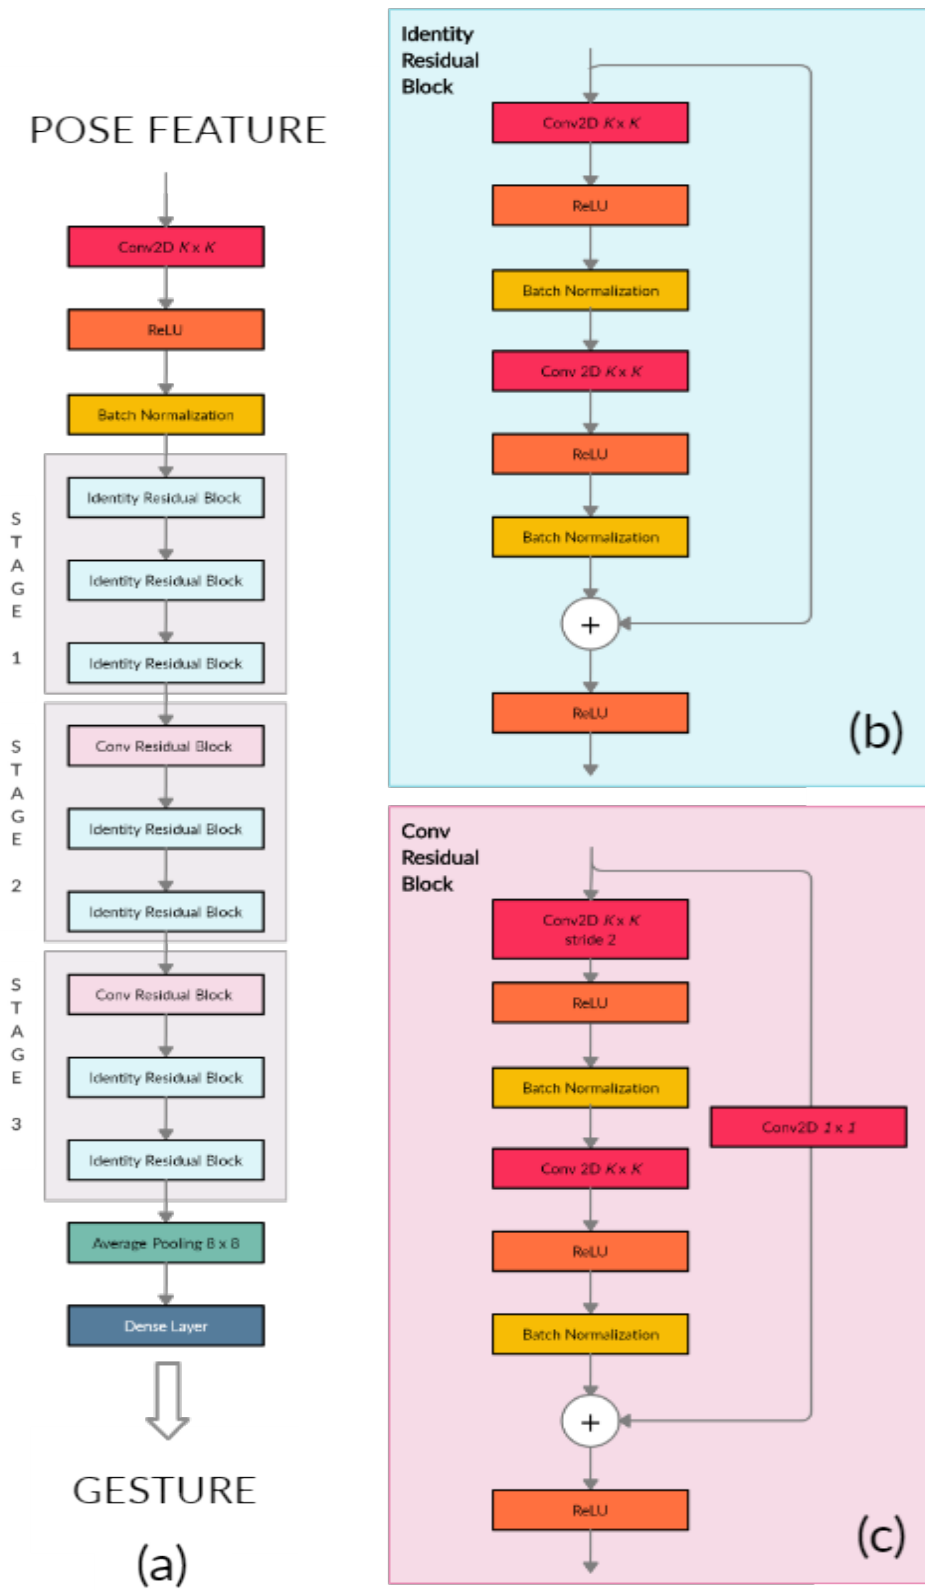 POSE FEATURE
Conv2D K x K
ReLU
Batch Normalization
STAGE 1
Identity Residual Block
Identity Residual Block
Identity Residual Block
STAGE 2
Conv Residual Block
Identity Residual Block
Identity Residual Block
STAGE 3
Conv Residual Block
Identity Residual Block
Identity Residual Block
Average Pooling 8 x 8
Dense Layer
GESTURE
(a)
Identity
Residual
Block
Conv2D K x K
ReLU
Batch Normalization
Conv 2D K x K
ReLU
Batch Normalization
+
ReLU
(b)
Conv
Residual
Block
Conv2D K x K
stride 2
ReLU
Batch Normalization
Conv2D 1 x 1
Conv 2D K x K
ReLU
Batch Normalization
+
ReLU
(c)